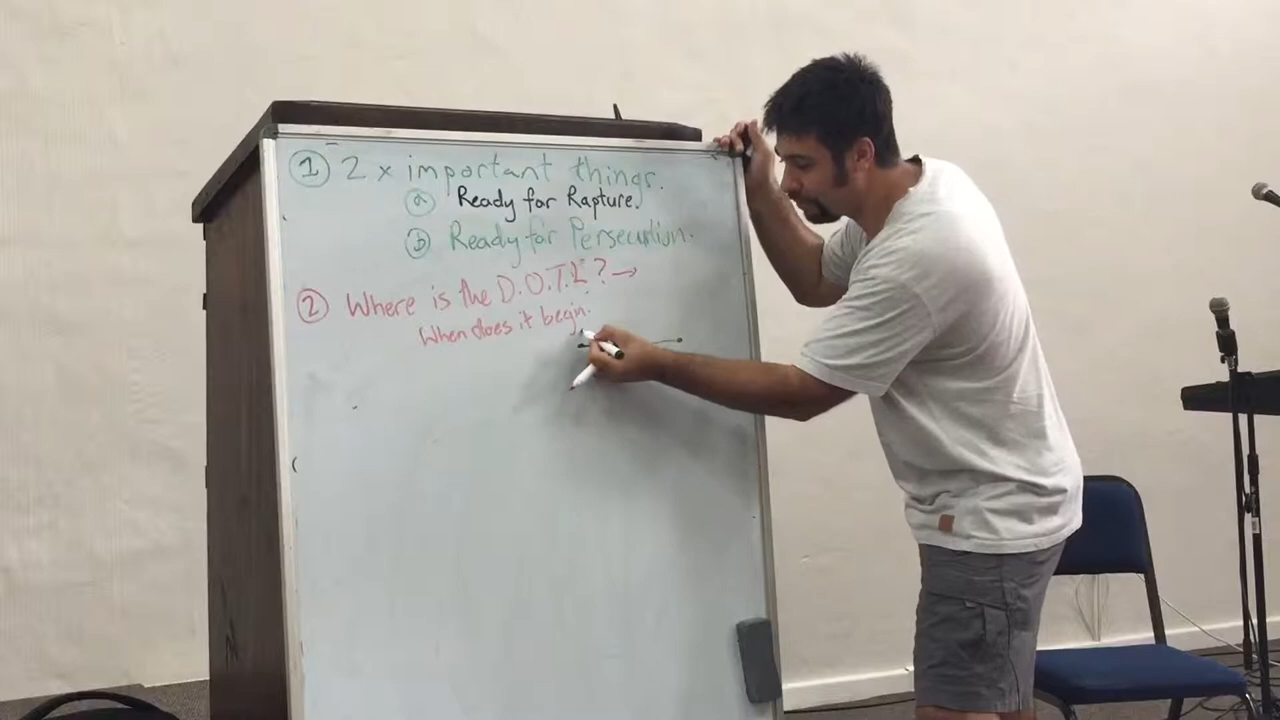 ① 2 x important things.
ⓐ Ready for Rapture.
ⓑ Ready for Persecution.
② Where is the D.O.T.L? →
When does it begin.